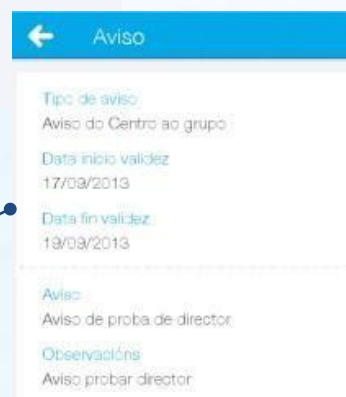 Aviso
Tipo de aviso
Aviso do Centro ao grupo
Data inicio validez
17/09/2013
Data fin validez
19/09/2013
Aviso
Aviso de proba de director
Observacións
Aviso probar director